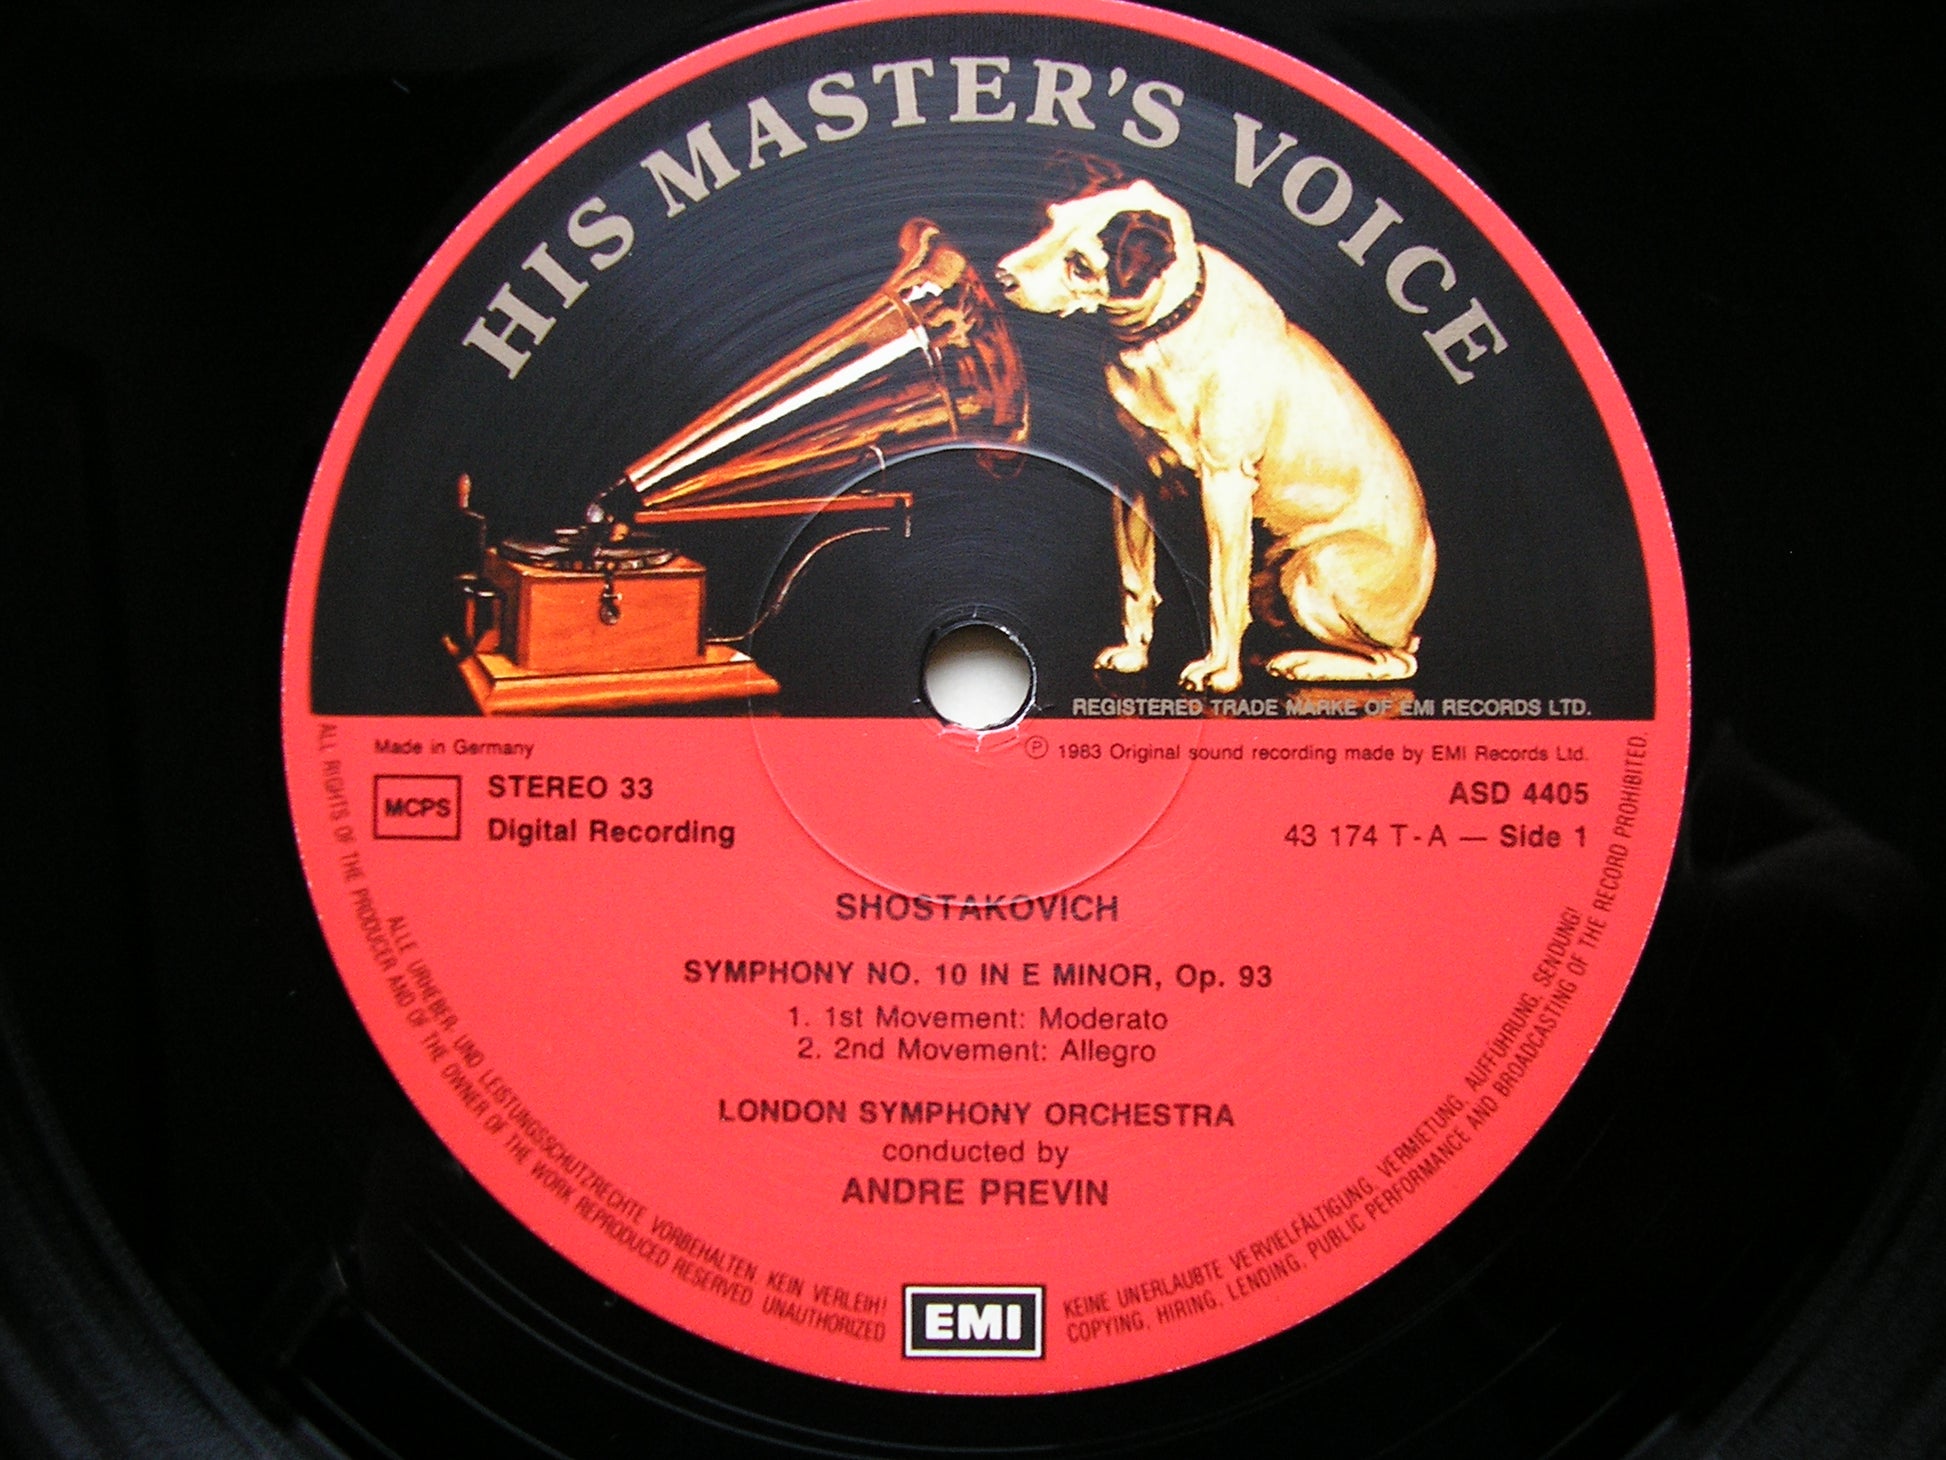 HIS MASTER'S VOICE
REGISTERED TRADE MARKE OF EMI RECORDS LTD.
Made in Germany
Ⓟ 1983 Original sound recording made by EMI Records Ltd.
MCPS
STEREO 33
Digital Recording
ASD 4405
43 174 T-A — Side 1
SHOSTAKOVICH
SYMPHONY NO. 10 IN E MINOR, Op. 93
1. 1st Movement: Moderato
2. 2nd Movement: Allegro
LONDON SYMPHONY ORCHESTRA
conducted by
ANDRE PREVIN
EMI
ALLE URHEBER- UND LEISTUNGSSCHUTZRECHTE VORBEHALTEN. KEIN VERLEIH!
KEINE UNERLAUBTE VERVIELFÄLTIGUNG, VERMIETUNG, AUFFÜHRUNG, SENDUNG!
ALL RIGHTS OF THE PRODUCER AND OF THE OWNER OF THE WORK REPRODUCED RESERVED UNAUTHORIZED
COPYING, HIRING, LENDING, PUBLIC PERFORMANCE AND BROADCASTING OF THE RECORD PROHIBITED.